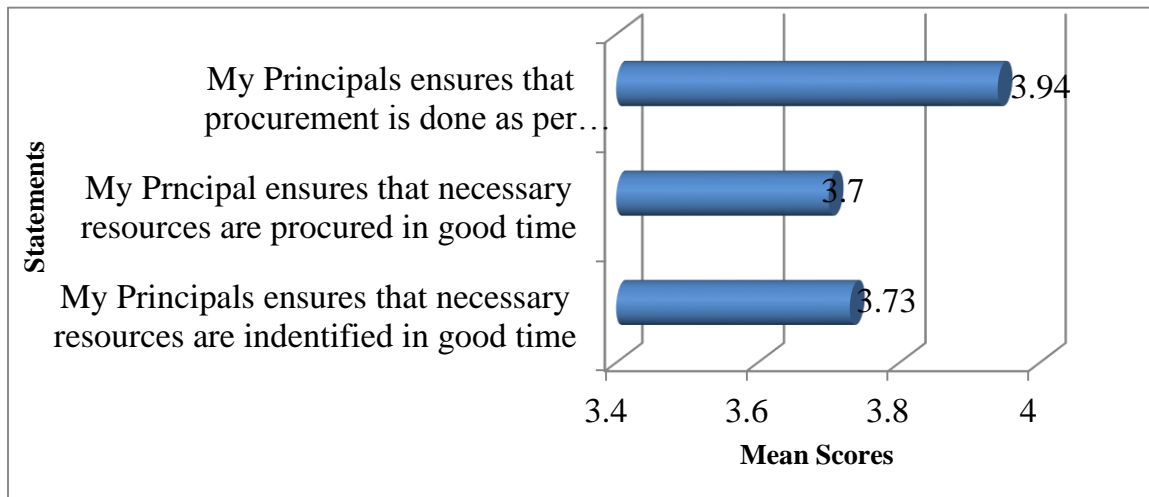 Statements
My Principals ensures that
procurement is done as per…
3.94
My Prncipal ensures that necessary
resources are procured in good time
3.7
My Principals ensures that necessary
resources are indentified in good time
3.73
3.4 3.6 3.8 4
Mean Scores